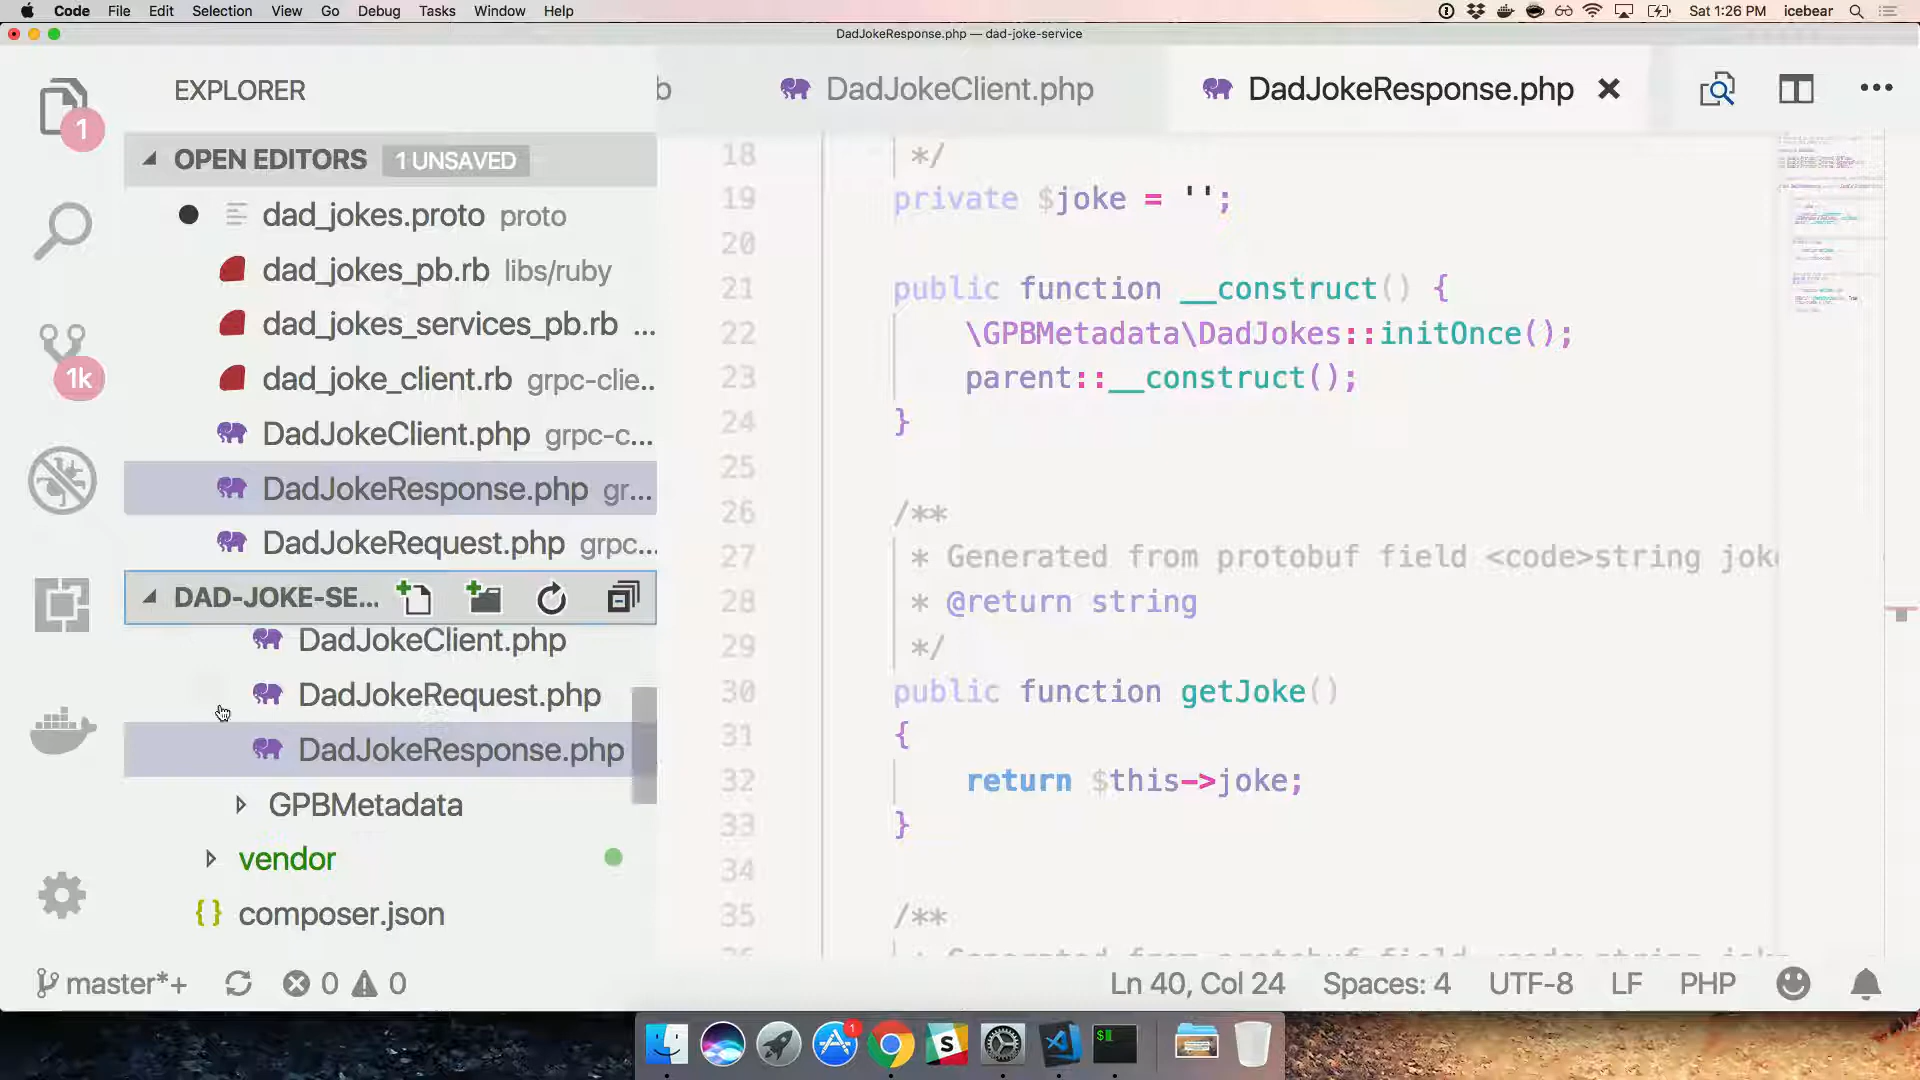 Code File Edit Selection View Go Debug Tasks Window Help
Sat 1:26 PM icebear
DadJokeResponse.php — dad-joke-service
EXPLORER
b DadJokeClient.php DadJokeResponse.php
1
OPEN EDITORS 1 UNSAVED
dad_jokes.proto proto
dad_jokes_pb.rb libs/ruby
dad_jokes_services_pb.rb ...
dad_joke_client.rb grpc-clie...
DadJokeClient.php grpc-c...
DadJokeResponse.php gr...
DadJokeRequest.php grpc...
1k
DAD-JOKE-SE...
DadJokeClient.php
DadJokeRequest.php
DadJokeResponse.php
GPBMetadata
vendor
{} composer.json
18 */
19 private $joke = '';
20
21 public function __construct() {
22 \GPBMetadata\DadJokes::initOnce();
23 parent::__construct();
24 }
25
26 /**
27 * Generated from protobuf field <code>string joke
28 * @return string
29 */
30 public function getJoke()
31 {
32 return $this->joke;
33 }
34
35 /**
master*+ 0 0 Ln 40, Col 24 Spaces: 4 UTF-8 LF PHP
1
S
$